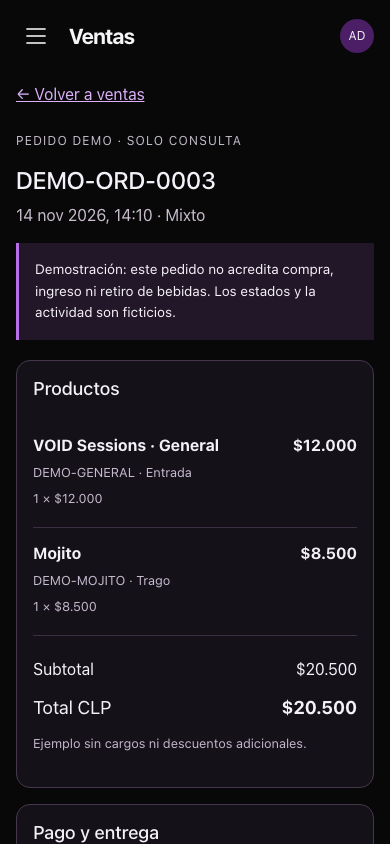 Ventas
AD
← Volver a ventas
PEDIDO DEMO · SOLO CONSULTA
DEMO-ORD-0003
14 nov 2026, 14:10 · Mixto
Demostración: este pedido no acredita compra,
ingreso ni retiro de bebidas. Los estados y la
actividad son ficticios.
Productos
VOID Sessions · General $12.000
DEMO-GENERAL · Entrada
1 × $12.000
Mojito $8.500
DEMO-MOJITO · Trago
1 × $8.500
Subtotal $20.500
Total CLP $20.500
Ejemplo sin cargos ni descuentos adicionales.
Pago y entrega